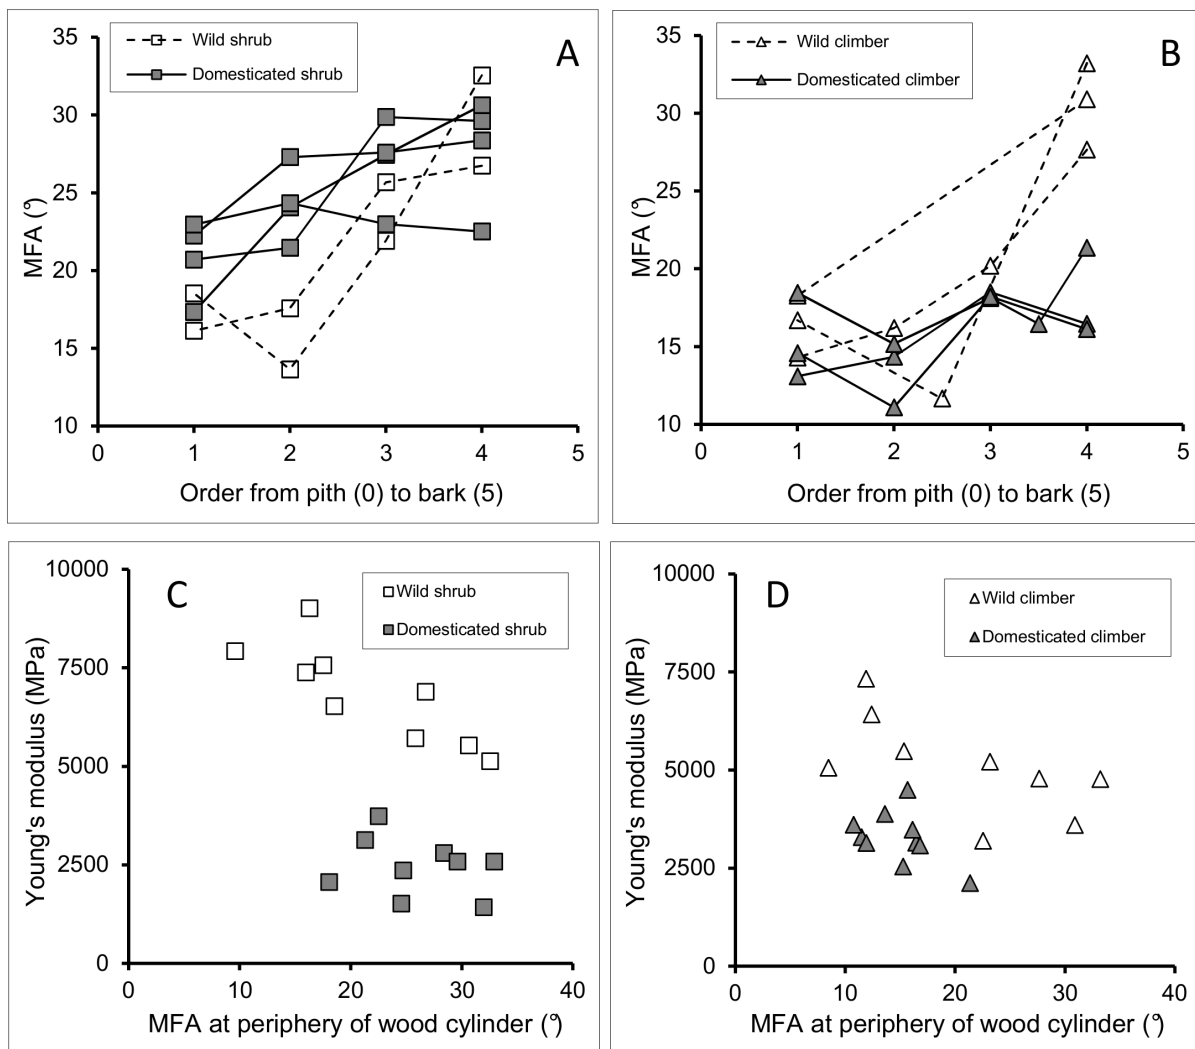 35
30
25
20
15
10
MFA (°)
Wild shrub
Domesticated shrub
A
0 1 2 3 4 5
Order from pith (0) to bark (5)
35
30
25
20
15
10
MFA (°)
Wild climber
Domesticated climber
B
0 1 2 3 4 5
Order from pith (0) to bark (5)
10000
7500
5000
2500
0
Young's modulus (MPa)
C
Wild shrub
Domesticated shrub
0 10 20 30 40
MFA at periphery of wood cylinder (°)
10000
7500
5000
2500
0
Young's modulus (MPa)
D
Wild climber
Domesticated climber
0 10 20 30 40
MFA at periphery of wood cylinder (°)